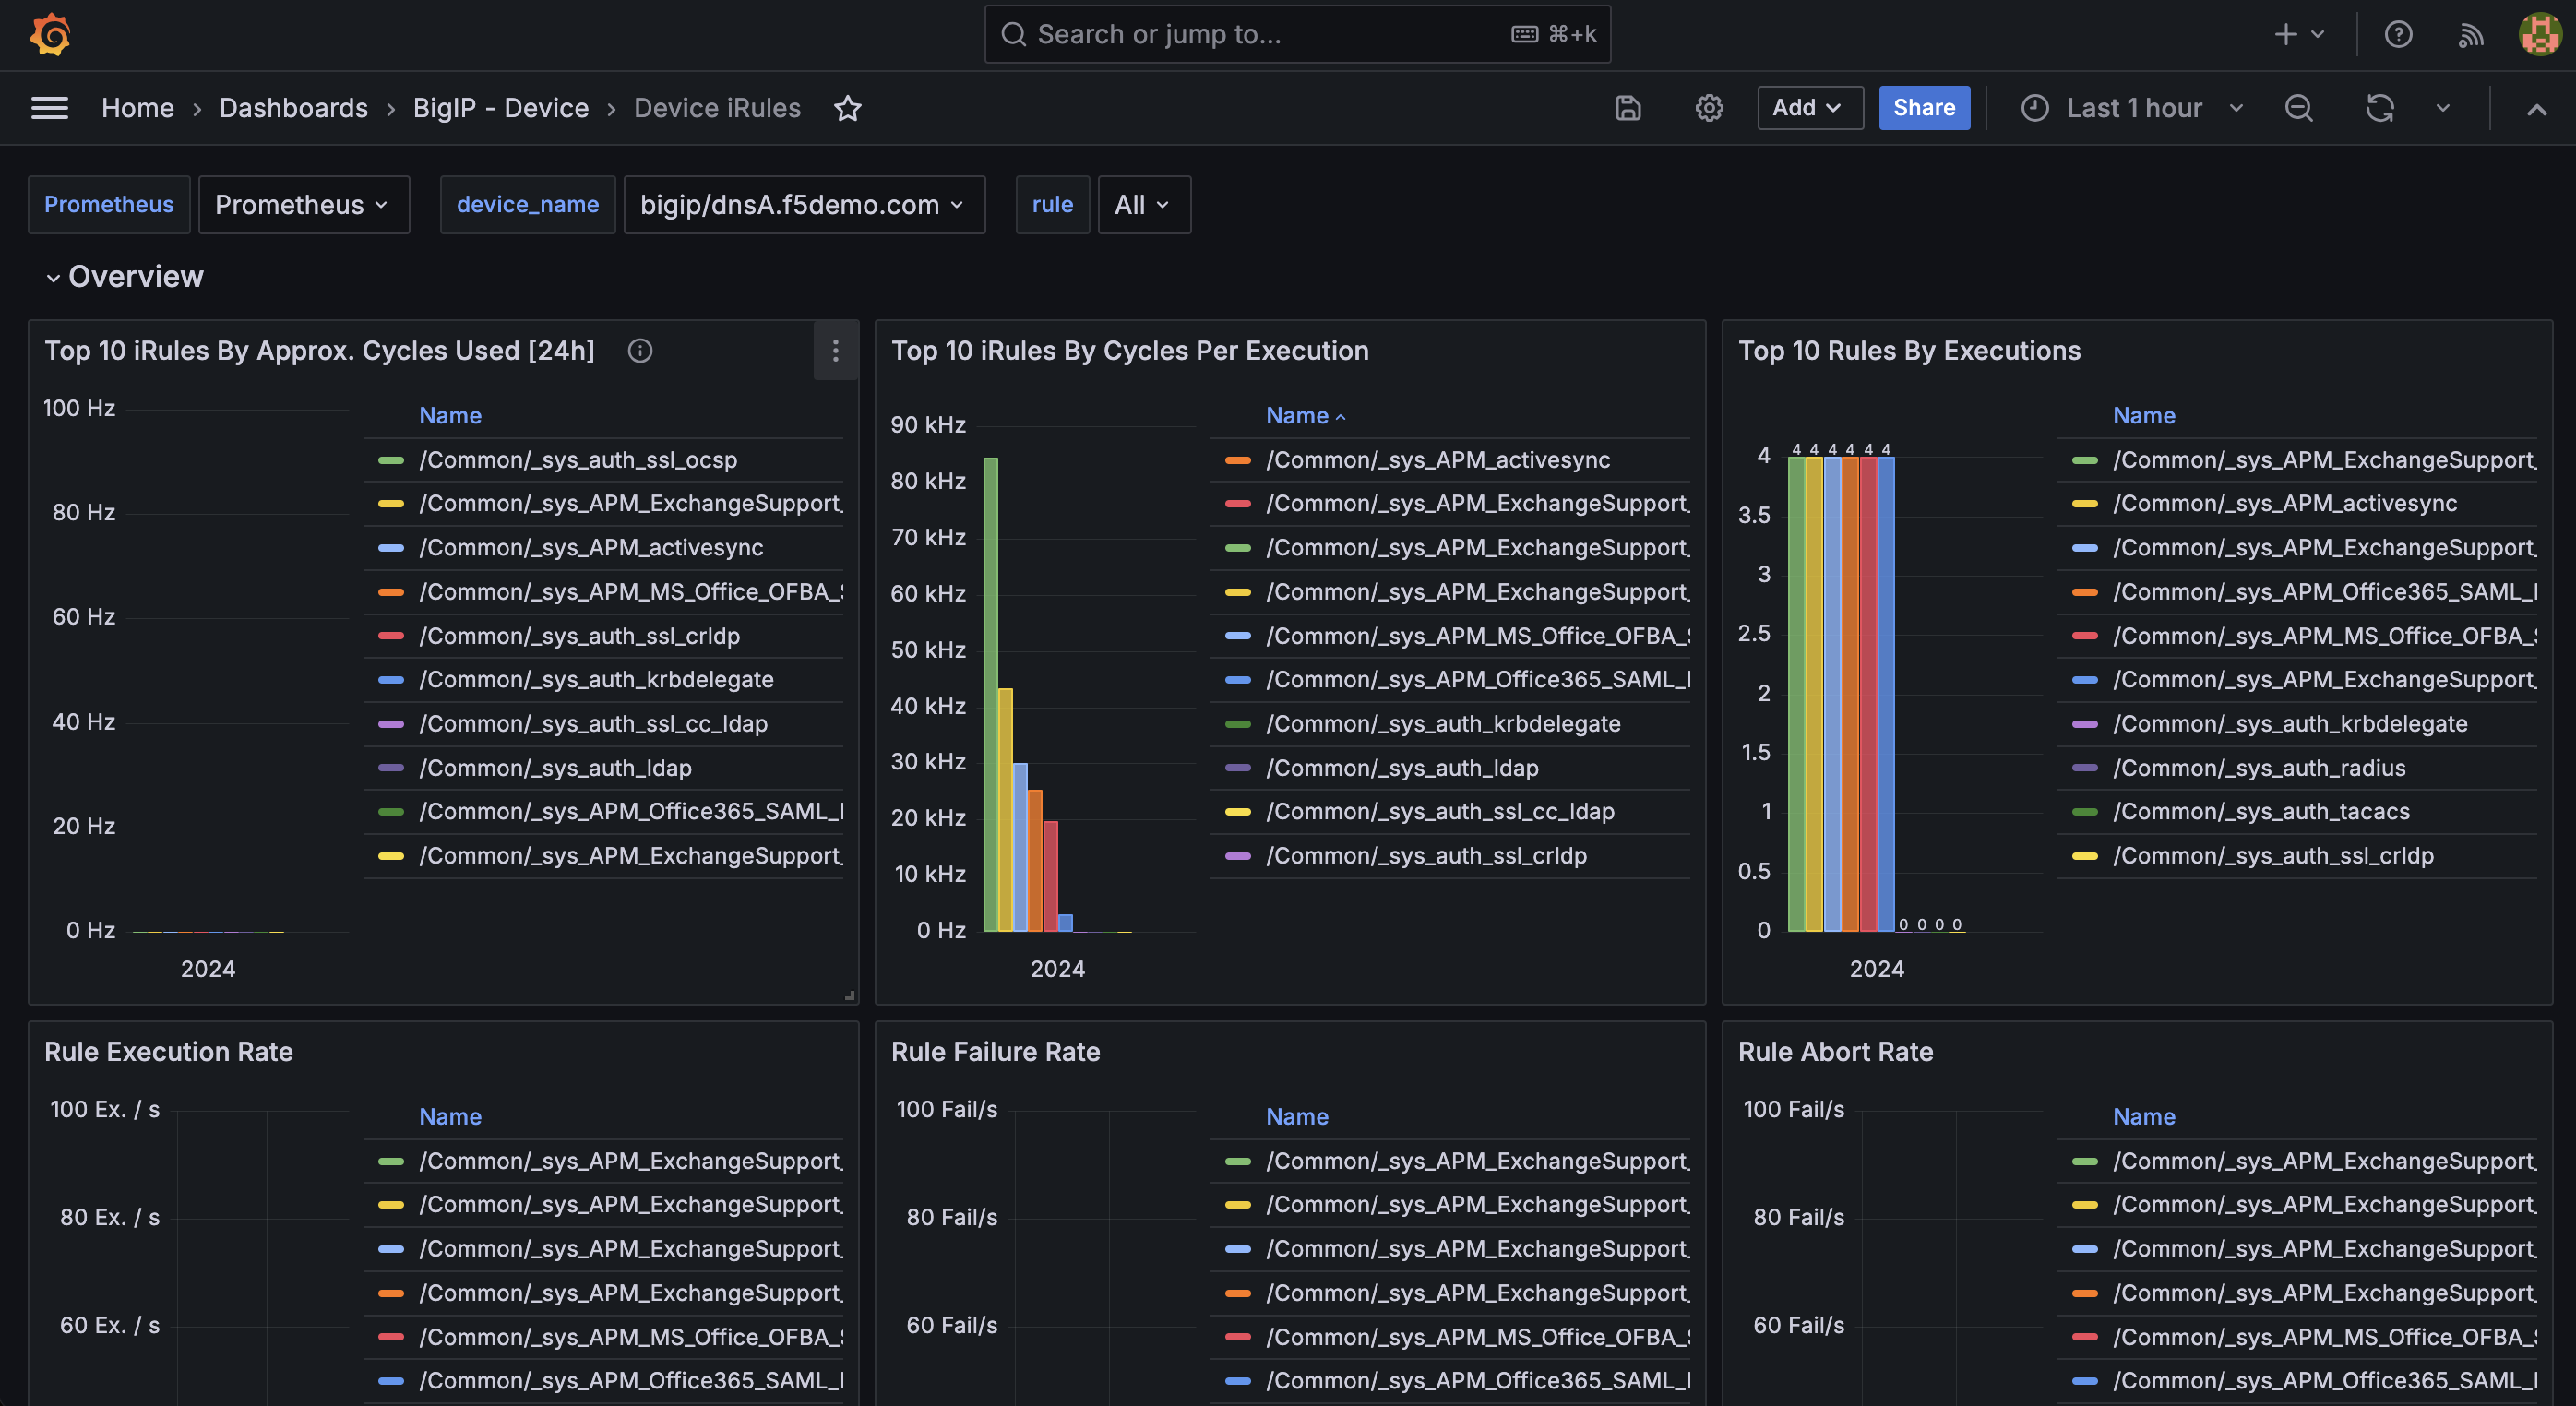 Search or jump to... ⌘+k
Home › Dashboards › BigIP - Device › Device iRules
Add
Share
Last 1 hour
Prometheus Prometheus device_name bigip/dnsA.f5demo.com rule All
Overview
Top 10 iRules By Approx. Cycles Used [24h]
100 Hz
80 Hz
60 Hz
40 Hz
20 Hz
0 Hz
2024
Name
/Common/_sys_auth_ssl_ocsp
/Common/_sys_APM_ExchangeSupport_
/Common/_sys_APM_activesync
/Common/_sys_APM_MS_Office_OFBA_
/Common/_sys_auth_ssl_crldp
/Common/_sys_auth_krbdelegate
/Common/_sys_auth_ssl_cc_ldap
/Common/_sys_auth_ldap
/Common/_sys_APM_Office365_SAML_
/Common/_sys_APM_ExchangeSupport_
Top 10 iRules By Cycles Per Execution
90 kHz
80 kHz
70 kHz
60 kHz
50 kHz
40 kHz
30 kHz
20 kHz
10 kHz
0 Hz
2024
Name
/Common/_sys_APM_activesync
/Common/_sys_APM_ExchangeSupport_
/Common/_sys_APM_ExchangeSupport_
/Common/_sys_APM_ExchangeSupport_
/Common/_sys_APM_MS_Office_OFBA_
/Common/_sys_APM_Office365_SAML_
/Common/_sys_auth_krbdelegate
/Common/_sys_auth_ldap
/Common/_sys_auth_ssl_cc_ldap
/Common/_sys_auth_ssl_crldp
Top 10 Rules By Executions
4
3.5
3
2.5
2
1.5
1
0.5
0
4 4 4 4 4 4
0 0 0 0
2024
Name
/Common/_sys_APM_ExchangeSupport_
/Common/_sys_APM_activesync
/Common/_sys_APM_ExchangeSupport_
/Common/_sys_APM_Office365_SAML_
/Common/_sys_APM_MS_Office_OFBA_
/Common/_sys_APM_ExchangeSupport_
/Common/_sys_auth_krbdelegate
/Common/_sys_auth_radius
/Common/_sys_auth_tacacs
/Common/_sys_auth_ssl_crldp
Rule Execution Rate
100 Ex. / s
80 Ex. / s
60 Ex. / s
Name
/Common/_sys_APM_ExchangeSupport_
/Common/_sys_APM_ExchangeSupport_
/Common/_sys_APM_ExchangeSupport_
/Common/_sys_APM_ExchangeSupport_
/Common/_sys_APM_MS_Office_OFBA_
/Common/_sys_APM_Office365_SAML_
Rule Failure Rate
100 Fail/s
80 Fail/s
60 Fail/s
Name
/Common/_sys_APM_ExchangeSupport_
/Common/_sys_APM_ExchangeSupport_
/Common/_sys_APM_ExchangeSupport_
/Common/_sys_APM_ExchangeSupport_
/Common/_sys_APM_MS_Office_OFBA_
/Common/_sys_APM_Office365_SAML_
Rule Abort Rate
100 Fail/s
80 Fail/s
60 Fail/s
Name
/Common/_sys_APM_ExchangeSupport_
/Common/_sys_APM_ExchangeSupport_
/Common/_sys_APM_ExchangeSupport_
/Common/_sys_APM_ExchangeSupport_
/Common/_sys_APM_MS_Office_OFBA_
/Common/_sys_APM_Office365_SAML_